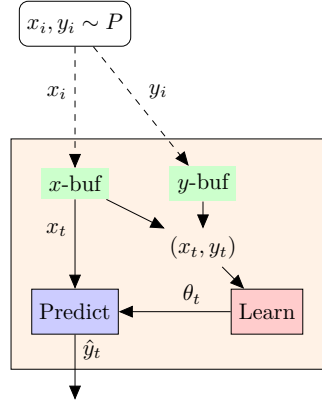 x_i, y_i ∼ P
x_i
y_i
x-buf
y-buf
x_t
(x_t, y_t)
θ_t
Predict
Learn
ŷ_t